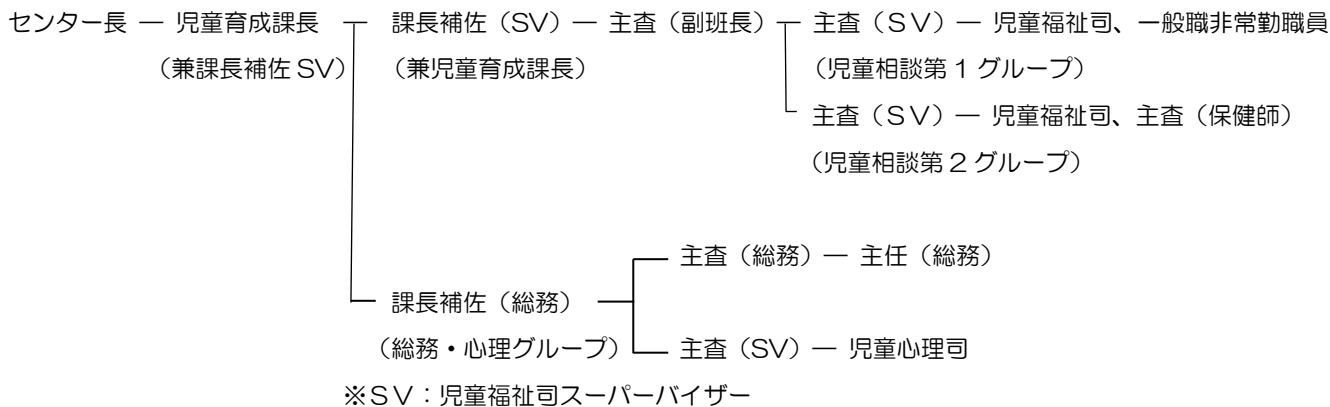 センター長 ― 児童育成課長 課長補佐（SV）― 主査（副班長） 主査（ＳＶ）― 児童福祉司、一般職非常勤職員
（兼課長補佐 SV） （兼児童育成課長） （児童相談第１グループ）
主査（ＳＶ）― 児童福祉司、主査（保健師）
（児童相談第２グループ）
主査（総務）― 主任（総務）
課長補佐（総務）
（総務・心理グループ） 主査（SV）― 児童心理司
※ＳＶ：児童福祉司スーパーバイザー